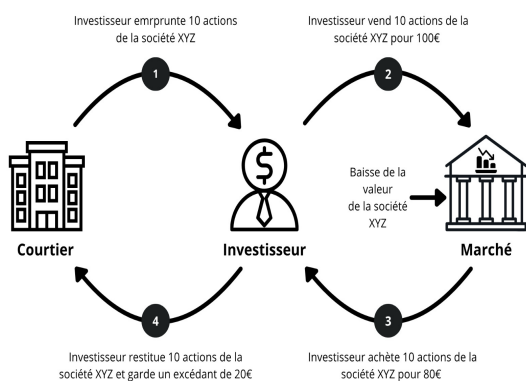 Investisseur emrprunte 10 actions
de la société XYZ
Investisseur vend 10 actions de la
société XYZ pour 100€
1
2
$
Baisse de la
valeur
de la société
XYZ
Courtier
Investisseur
Marché
4
3
Investisseur restitue 10 actions de la
société XYZ et garde un excédant de 20€
Investisseur achète 10 actions de la
société XYZ pour 80€